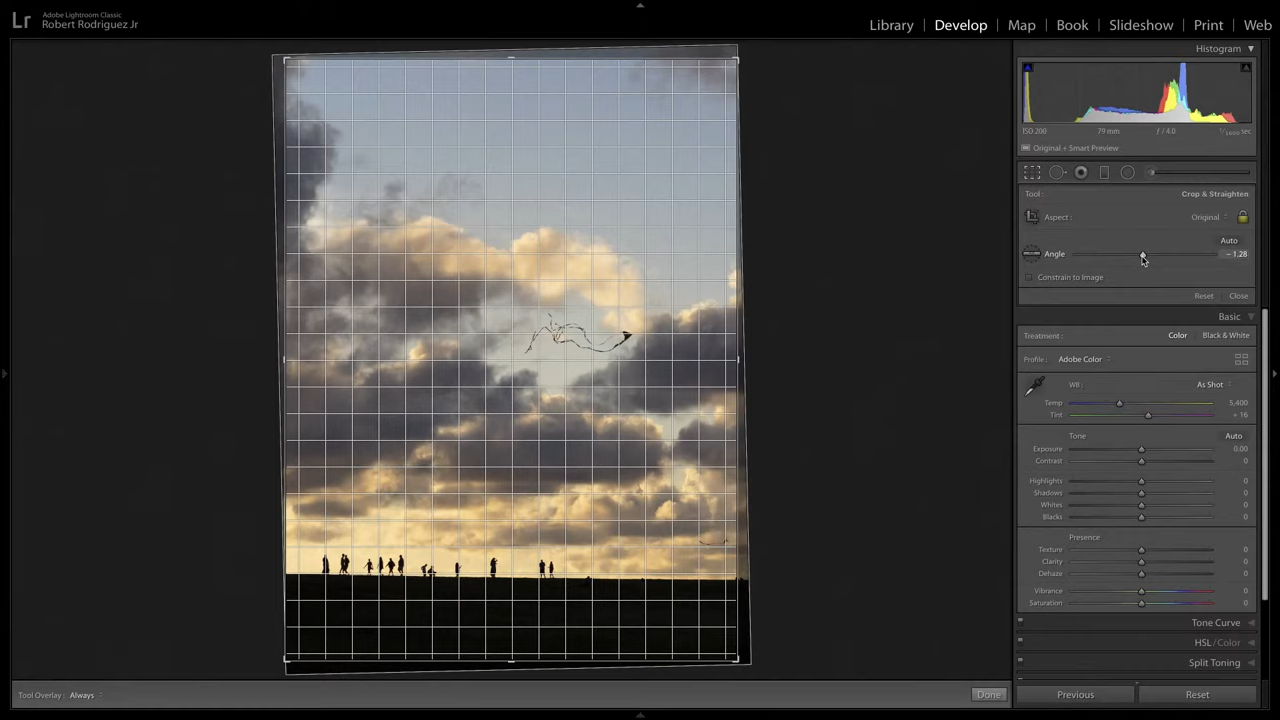 Lr
Adobe Lightroom Classic
Robert Rodriguez Jr
Library | Develop | Map | Book | Slideshow | Print | Web
Histogram
ISO 200 79 mm f / 4.0 1/1600 sec
Original + Smart Preview
Tool : Crop & Straighten
Aspect : Original
Auto
Angle - 1.28
Constrain to Image
Reset Close
Basic
Treatment : Color Black & White
Profile : Adobe Color
WB : As Shot
Temp 5,400
Tint + 16
Tone Auto
Exposure 0.00
Contrast 0
Highlights 0
Shadows 0
Whites 0
Blacks 0
Presence
Texture 0
Clarity 0
Dehaze 0
Vibrance 0
Saturation 0
Tone Curve
HSL / Color
Split Toning
Tool Overlay : Always Done Previous Reset